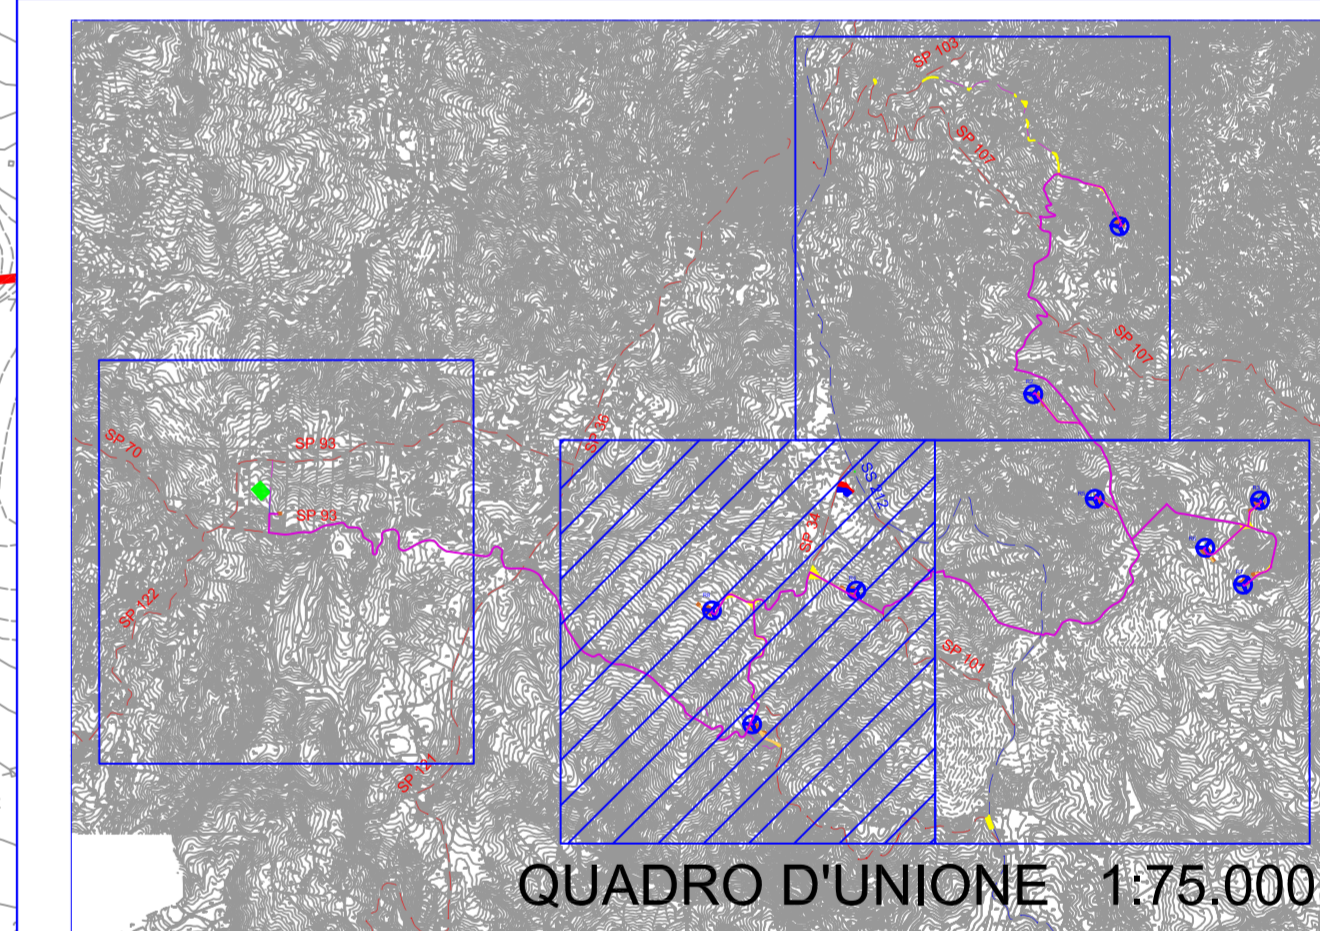 SP 103
SP 107
SP 107
SP 36
SP 70
SP 93
SP 93
SS 112
SP 34
SP 122
SP 101
SP 121
QUADRO D'UNIONE 1:75.000